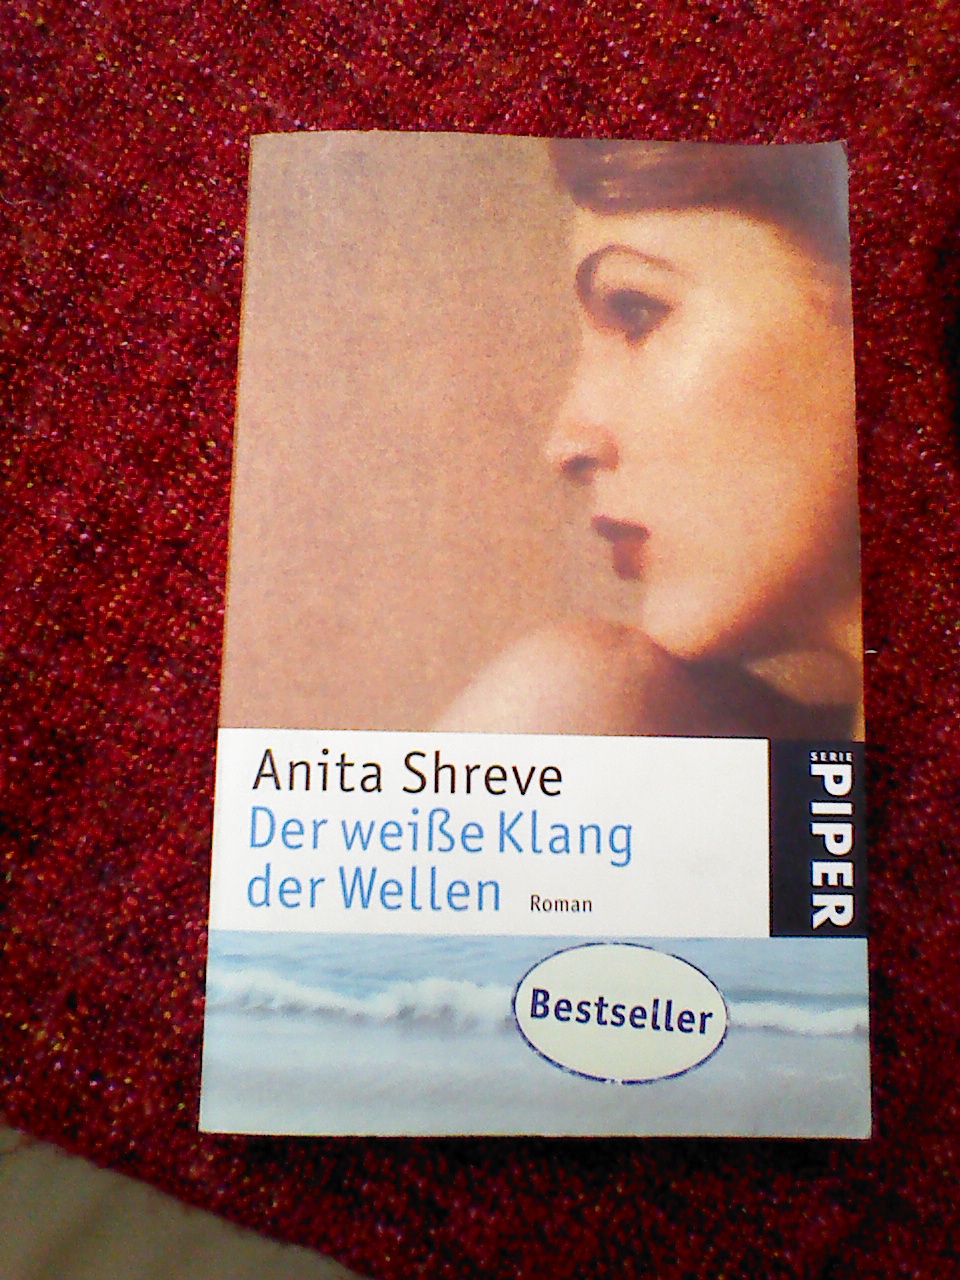 Anita Shreve
Der weiße Klang
der Wellen Roman
SERIE
PIPER
Bestseller